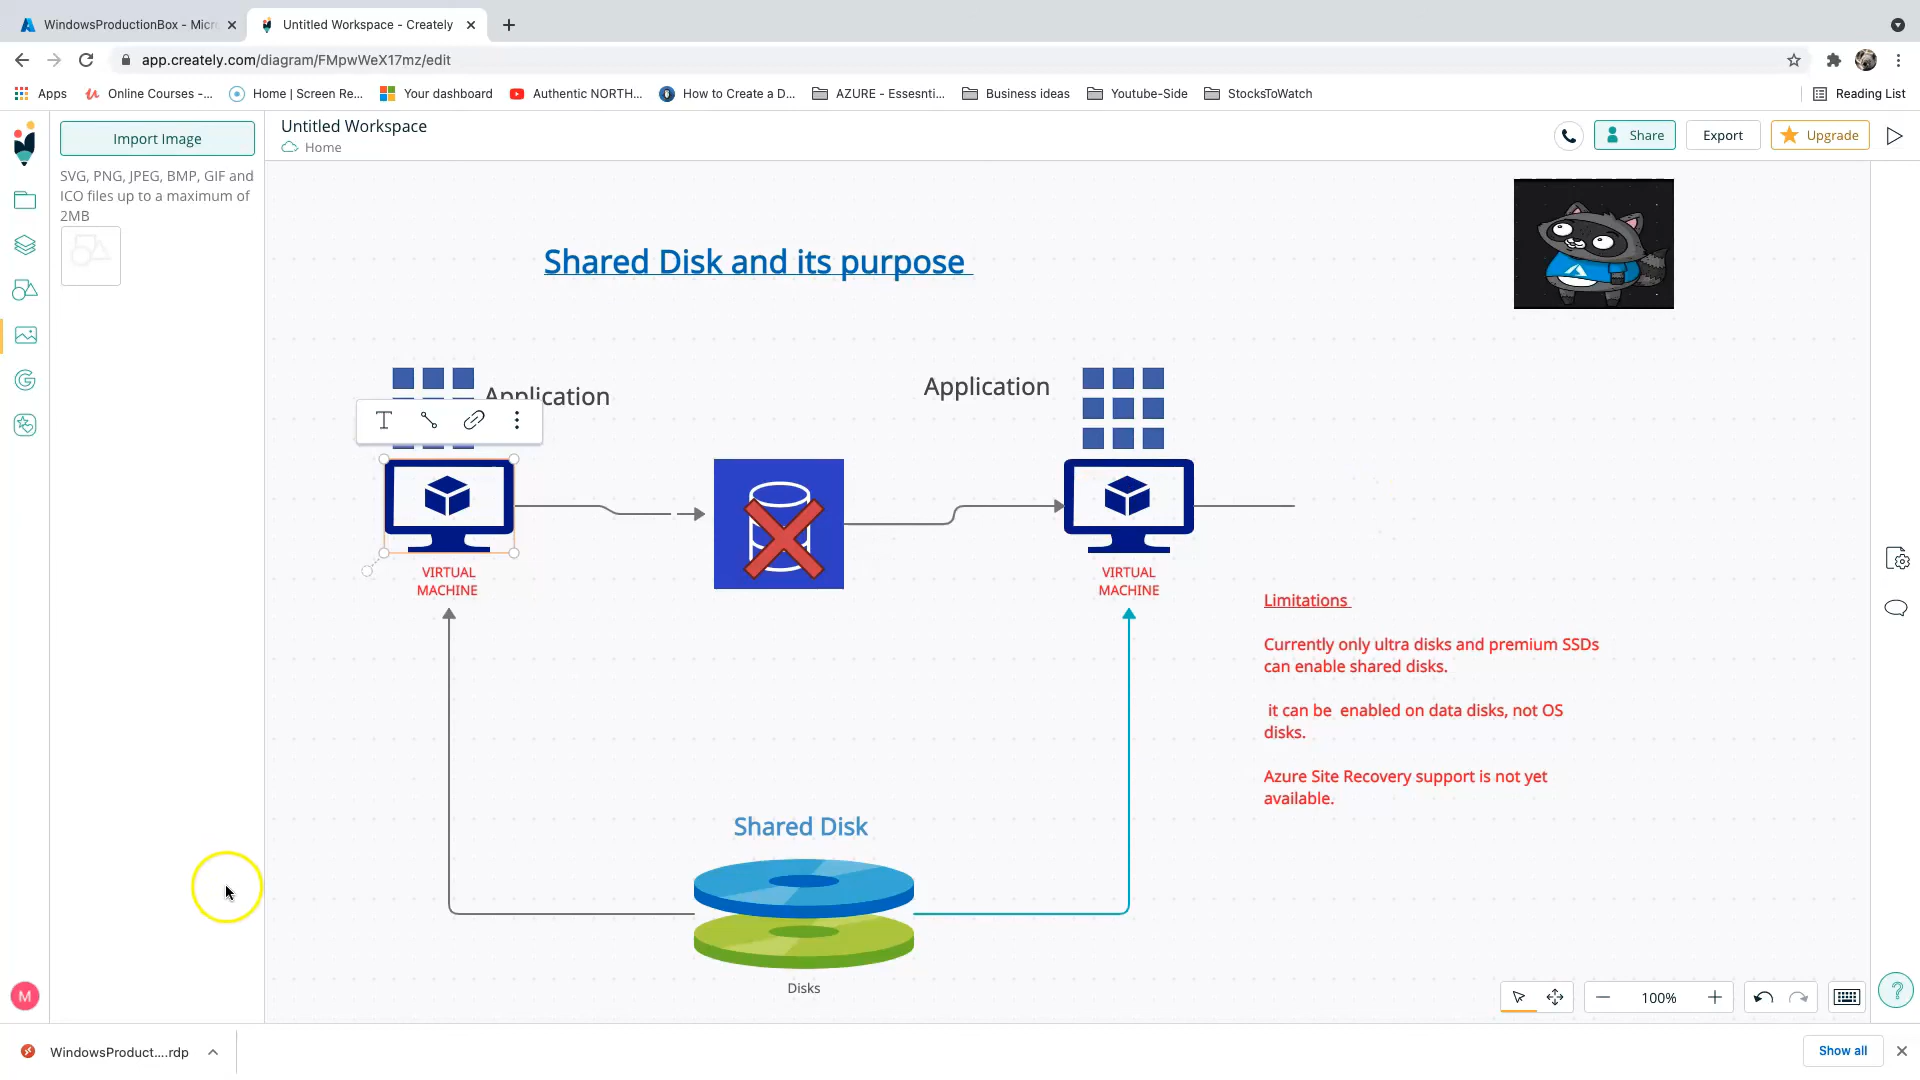 WindowsProductionBox - Micr
Untitled Workspace - Creately
app.creately.com/diagram/FMpwWeX17mz/edit
Apps
Online Courses -...
Home | Screen Re...
Your dashboard
Authentic NORTH...
How to Create a D...
AZURE - Essesnti...
Business ideas
Youtube-Side
StocksToWatch
Reading List
Import Image
Untitled Workspace
Home
Share
Export
Upgrade
SVG, PNG, JPEG, BMP, GIF and
ICO files up to a maximum of
2MB
Shared Disk and its purpose
Application
Application
VIRTUAL
MACHINE
VIRTUAL
MACHINE
Limitations
Currently only ultra disks and premium SSDs
can enable shared disks.
it can be enabled on data disks, not OS
disks.
Azure Site Recovery support is not yet
available.
Shared Disk
Disks
M
100%
?
WindowsProduct....rdp
Show all